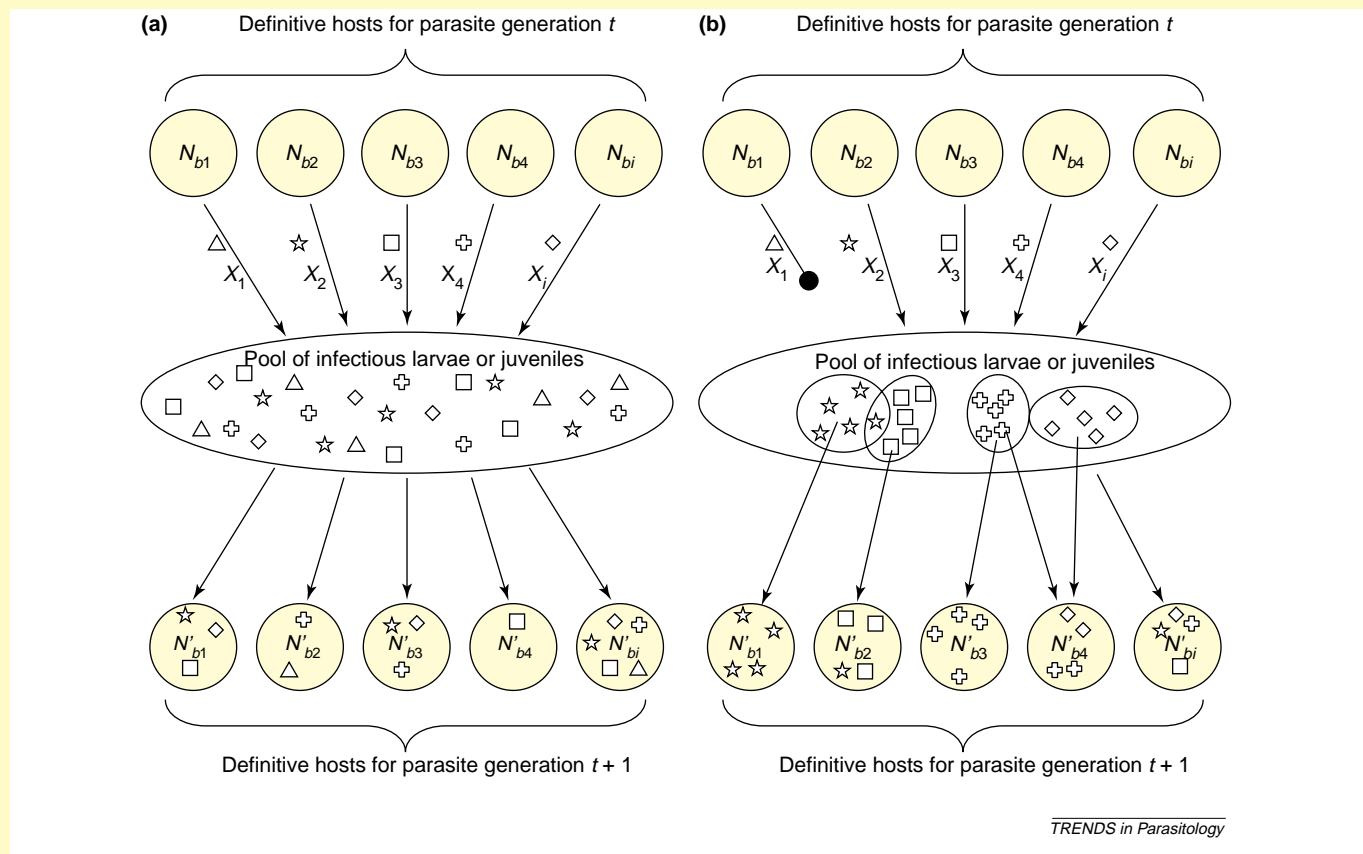 (a) Definitive hosts for parasite generation t
N_b1 N_b2 N_b3 N_b4 N_bi
X_1 X_2 X_3 X_4 X_i
Pool of infectious larvae or juveniles
N'_b1 N'_b2 N'_b3 N'_b4 N'_bi
Definitive hosts for parasite generation t + 1
(b) Definitive hosts for parasite generation t
N_b1 N_b2 N_b3 N_b4 N_bi
X_1 X_2 X_3 X_4 X_i
Pool of infectious larvae or juveniles
N'_b1 N'_b2 N'_b3 N'_b4 N'_bi
Definitive hosts for parasite generation t + 1
TRENDS in Parasitology